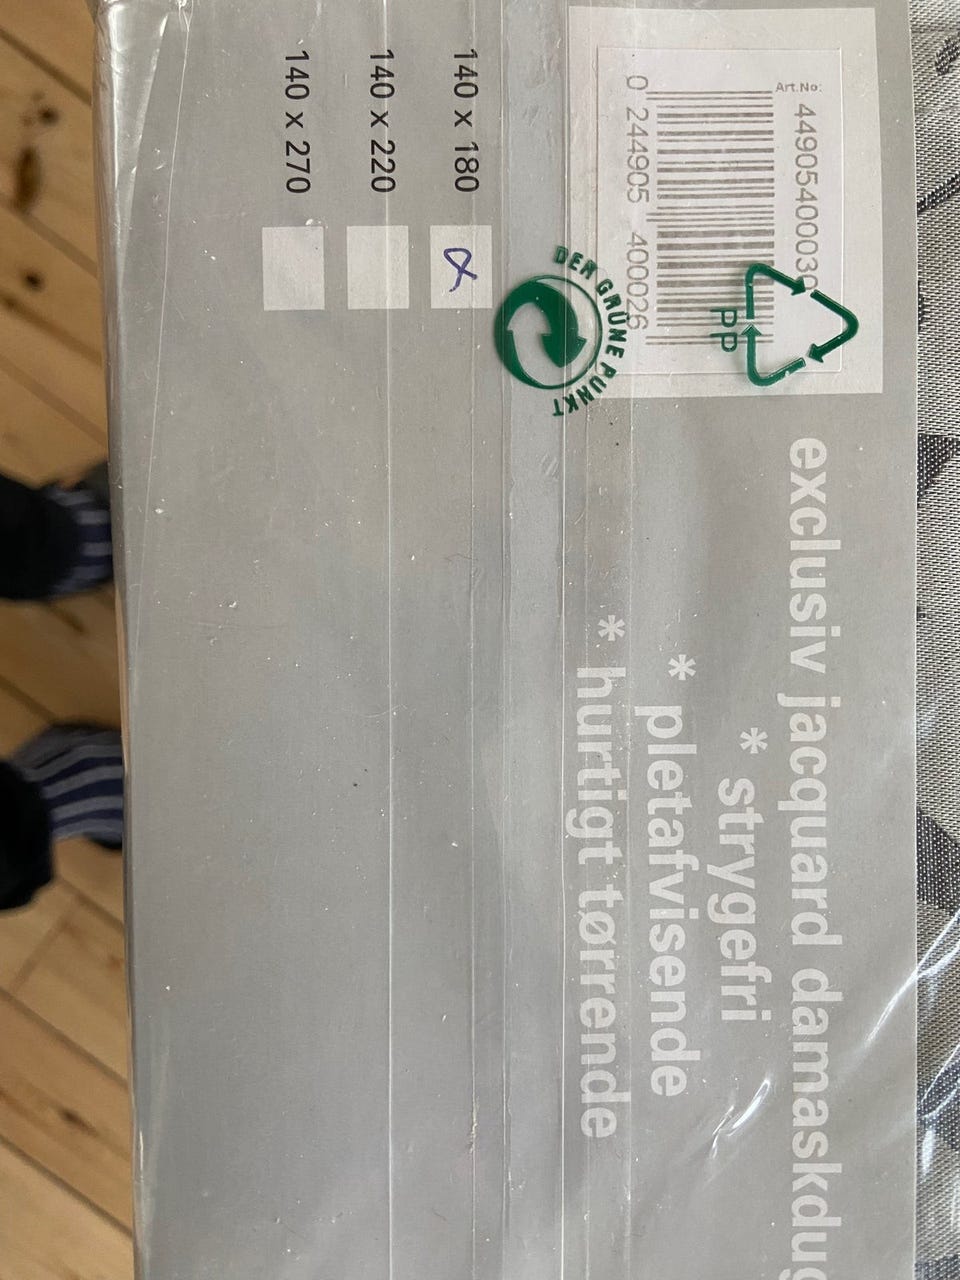 Art.No:
0 244905 400026
DER GRÜNE PUNKT
PP
140 x 180
140 x 220
140 x 270
exclusiv jacquard
* strygefri
* pletafvisende
* hurtigt tørrende